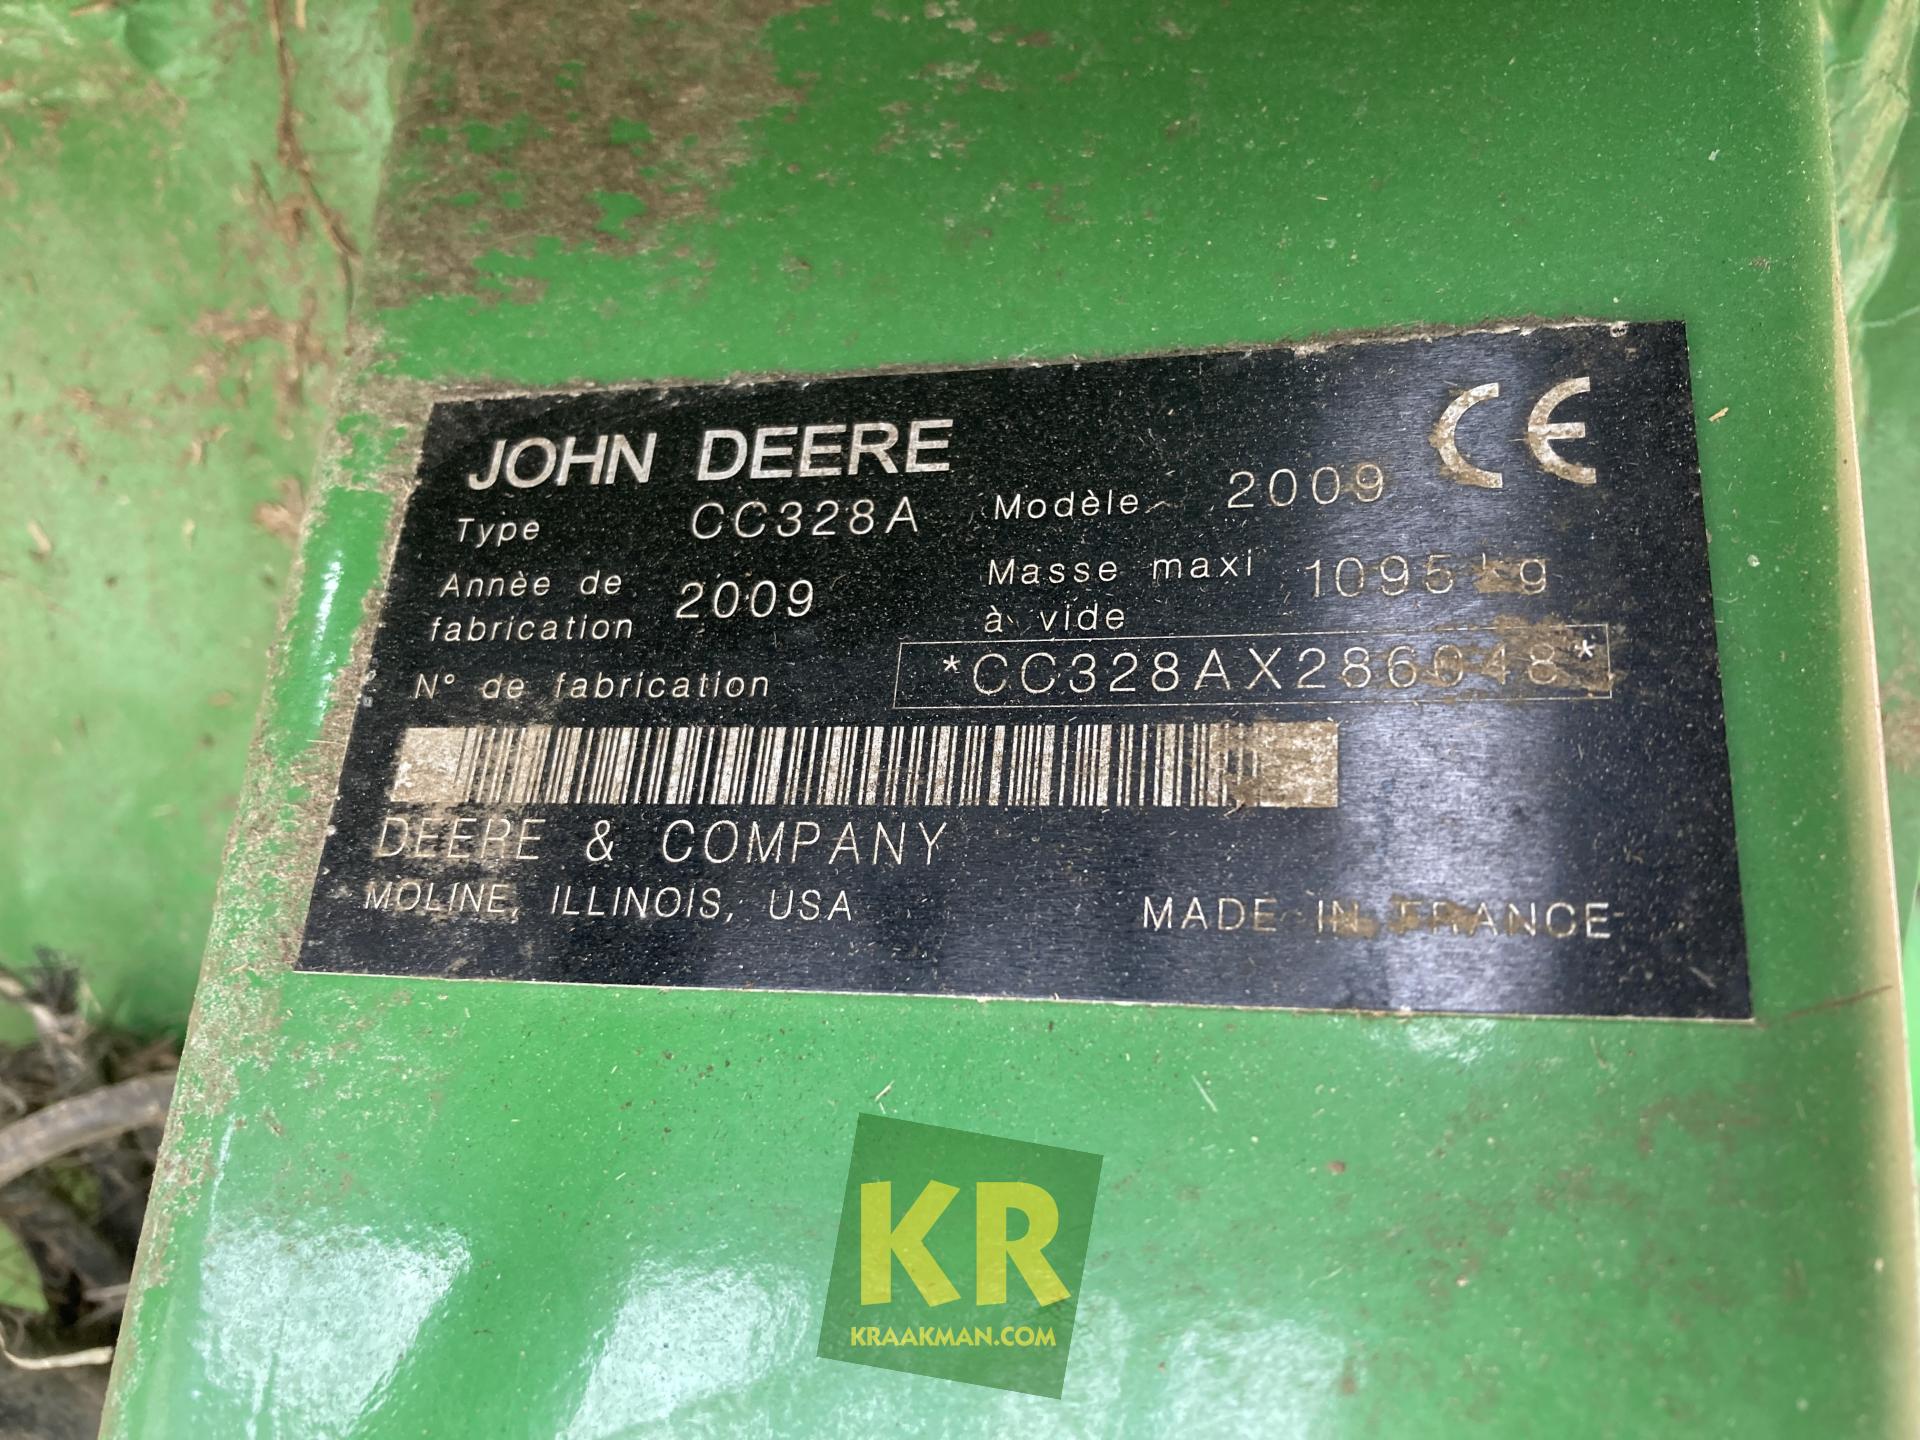 JOHN DEERE
CE
Type CC328A Modèle 2009
Annèe de fabrication 2009
Masse maxi à vide 1095 kg
N° de fabrication *CC328AX286048*
DEERE & COMPANY
MOLINE, ILLINOIS, USA
MADE IN FRANCE
KR
KRAAKMAN.COM